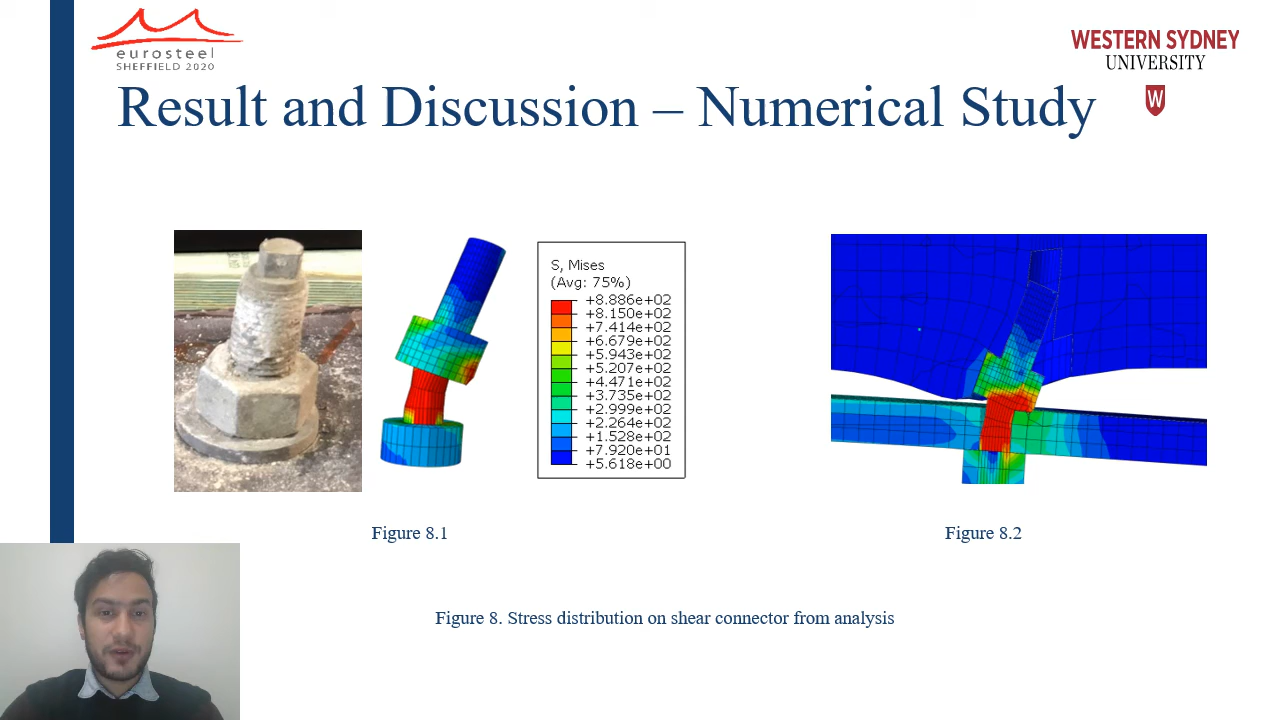 eurosteel
SHEFFIELD 2020
WESTERN SYDNEY
UNIVERSITY
W
Result and Discussion – Numerical Study
S, Mises
(Avg: 75%)
+8.886e+02
+8.150e+02
+7.414e+02
+6.679e+02
+5.943e+02
+5.207e+02
+4.471e+02
+3.735e+02
+2.999e+02
+2.264e+02
+1.528e+02
+7.920e+01
+5.618e+00
Figure 8.1
Figure 8.2
Figure 8. Stress distribution on shear connector from analysis